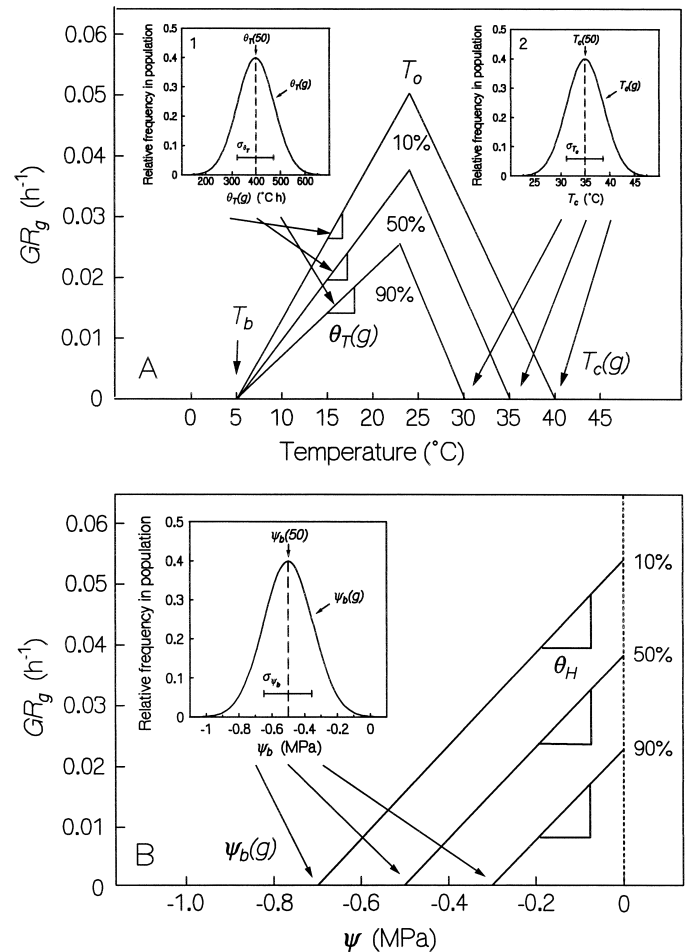 0.06
0.05
0.04
0.03
0.02
0.01
0
GR_g (h⁻¹)
0 5 10 15 20 25 30 35 40 45
Temperature (°C)
A
T_b
T_o
10%
50%
90%
θ_T(g)
T_c(g)
1
θ_T(50)
θ_T(g)
σ_θ_T
0.5
0.4
0.3
0.2
0.1
0
Relative frequency in population
200 300 400 500 600
θ_T(g) (°C h)
2
T_c(50)
T_c(g)
σ_T_c
0.5
0.4
0.3
0.2
0.1
0
Relative frequency in population
25 30 35 40 45
T_c (°C)
0.06
0.05
0.04
0.03
0.02
0.01
0
GR_g (h⁻¹)
-1.0 -0.8 -0.6 -0.4 -0.2 0
ψ (MPa)
B
10%
50%
90%
θ_H
ψ_b(g)
ψ_b(50)
ψ_b(g)
σ_ψ_b
0.5
0.4
0.3
0.2
0.1
0
Relative frequency in population
-1 -0.8 -0.6 -0.4 -0.2 0
ψ_b (MPa)